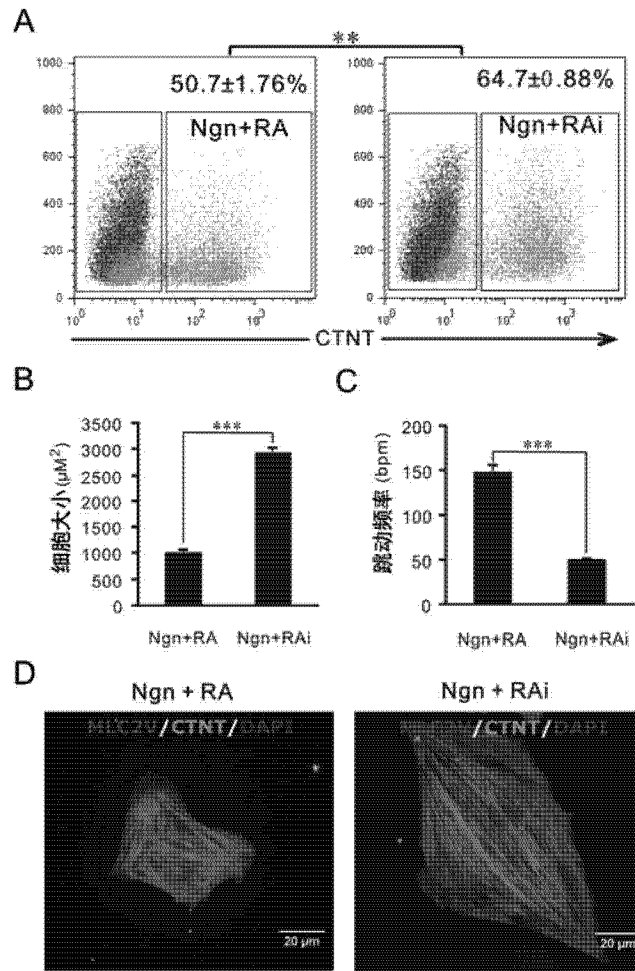 A
**
50.7±1.76%
64.7±0.88%
Ngn+RA
Ngn+RAi
1000
800
600
400
200
0
10⁰ 10¹ 10² 10³
1000
800
600
400
200
0
10⁰ 10¹ 10² 10³
CTNT
B
细胞大小(μM²)
3500
3000
2500
2000
1500
1000
500
0
***
Ngn+RA Ngn+RAi
C
跳动频率 (bpm)
200
150
100
50
0
***
Ngn+RA Ngn+RAi
D
Ngn + RA
Ngn + RAi
MLC2V/CTNT/DAPI
/CTNT/DAPI
20 μm
20 μm